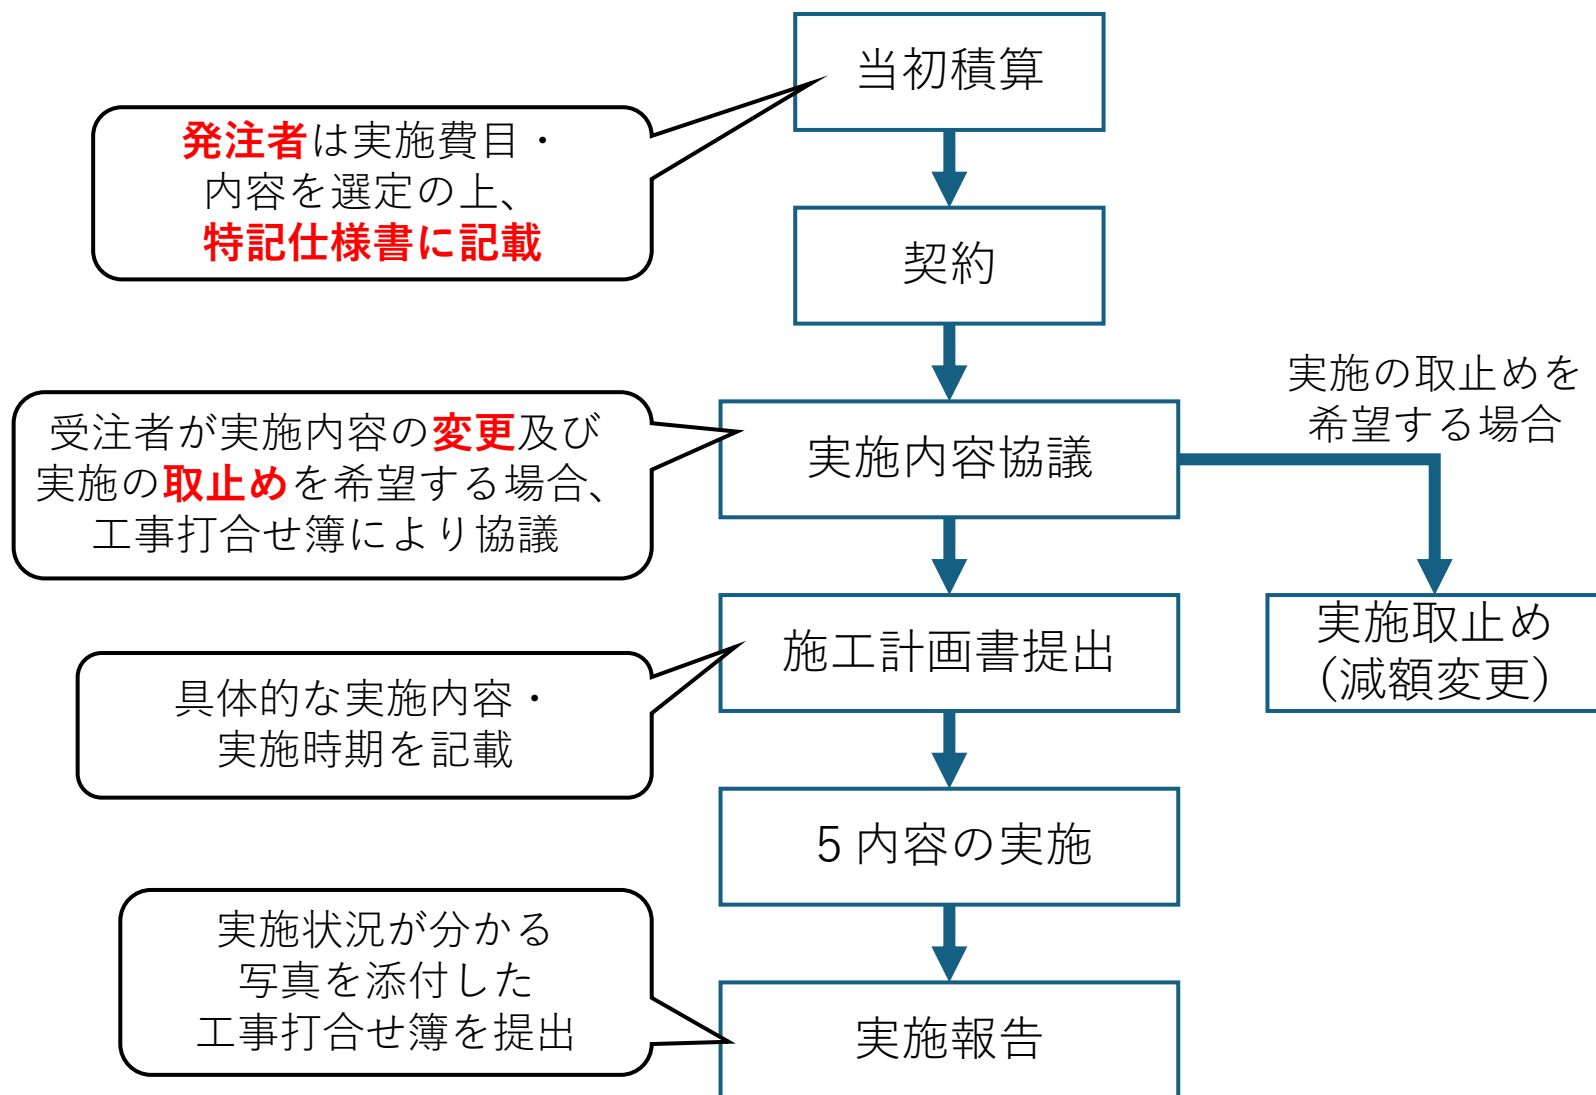 当初積算
発注者は実施費目・
内容を選定の上、
特記仕様書に記載
契約
実施の取止めを
希望する場合
受注者が実施内容の変更及び
実施の取止めを希望する場合、
工事打合せ簿により協議
実施内容協議
施工計画書提出
実施取止め
（減額変更）
具体的な実施内容・
実施時期を記載
５内容の実施
実施状況が分かる
写真を添付した
工事打合せ簿を提出
実施報告